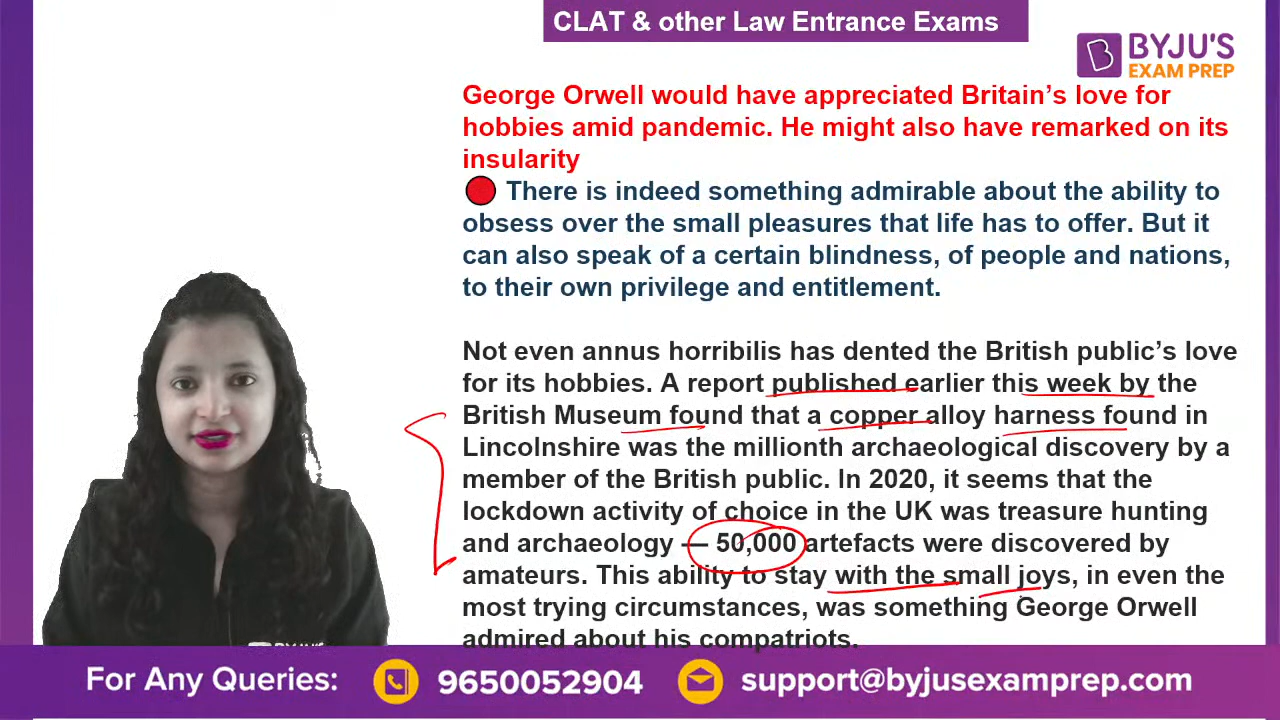 CLAT & other Law Entrance Exams
BYJU'S
EXAM PREP
George Orwell would have appreciated Britain’s love for
hobbies amid pandemic. He might also have remarked on its
insularity
There is indeed something admirable about the ability to
obsess over the small pleasures that life has to offer. But it
can also speak of a certain blindness, of people and nations,
to their own privilege and entitlement.
Not even annus horribilis has dented the British public’s love
for its hobbies. A report published earlier this week by the
British Museum found that a copper alloy harness found in
Lincolnshire was the millionth archaeological discovery by a
member of the British public. In 2020, it seems that the
lockdown activity of choice in the UK was treasure hunting
and archaeology — 50,000 artefacts were discovered by
amateurs. This ability to stay with the small joys, in even the
most trying circumstances, was something George Orwell
admired about his compatriots.
For Any Queries:
9650052904
support@byjusexamprep.com